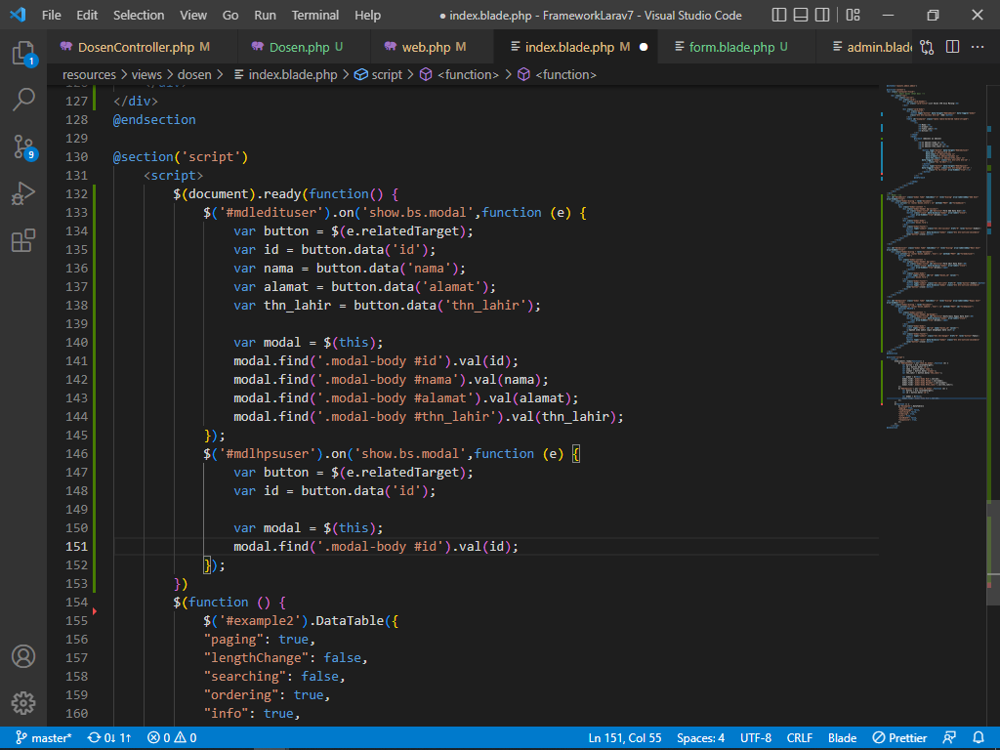 File Edit Selection View Go Run Terminal Help ● index.blade.php - FrameworkLarav7 - Visual Studio Code
DosenController.php M Dosen.php U web.php M index.blade.php M ● form.blade.php U admin.blade
resources > views > dosen > index.blade.php > script > <function> > <function>
127 </div>
128 @endsection
129
130 @section('script')
131 <script>
132 $(document).ready(function() {
133 $('#mdledituser').on('show.bs.modal',function (e) {
134 var button = $(e.relatedTarget);
135 var id = button.data('id');
136 var nama = button.data('nama');
137 var alamat = button.data('alamat');
138 var thn_lahir = button.data('thn_lahir');
139
140 var modal = $(this);
141 modal.find('.modal-body #id').val(id);
142 modal.find('.modal-body #nama').val(nama);
143 modal.find('.modal-body #alamat').val(alamat);
144 modal.find('.modal-body #thn_lahir').val(thn_lahir);
145 });
146 $('#mdlhpsuser').on('show.bs.modal',function (e) {
147 var button = $(e.relatedTarget);
148 var id = button.data('id');
149
150 var modal = $(this);
151 modal.find('.modal-body #id').val(id);
152 });
153 })
154 $(function () {
155 $('#example2').DataTable({
156 "paging": true,
157 "lengthChange": false,
158 "searching": false,
159 "ordering": true,
160 "info": true,
1
9
master* 0↓ 1↑ 0 0 Ln 151, Col 55 Spaces: 4 UTF-8 CRLF Blade Prettier